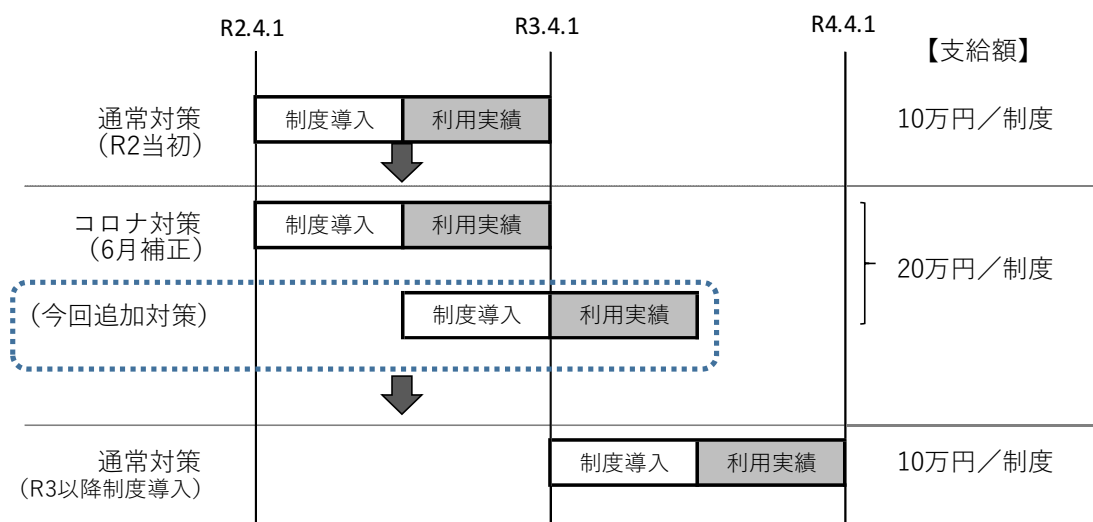 R2.4.1
R3.4.1
R4.4.1
【支給額】
通常対策
(R2当初)
制度導入
利用実績
10万円／制度
コロナ対策
(6月補正)
制度導入
利用実績
20万円／制度
(今回追加対策)
制度導入
利用実績
通常対策
(R3以降制度導入)
制度導入
利用実績
10万円／制度